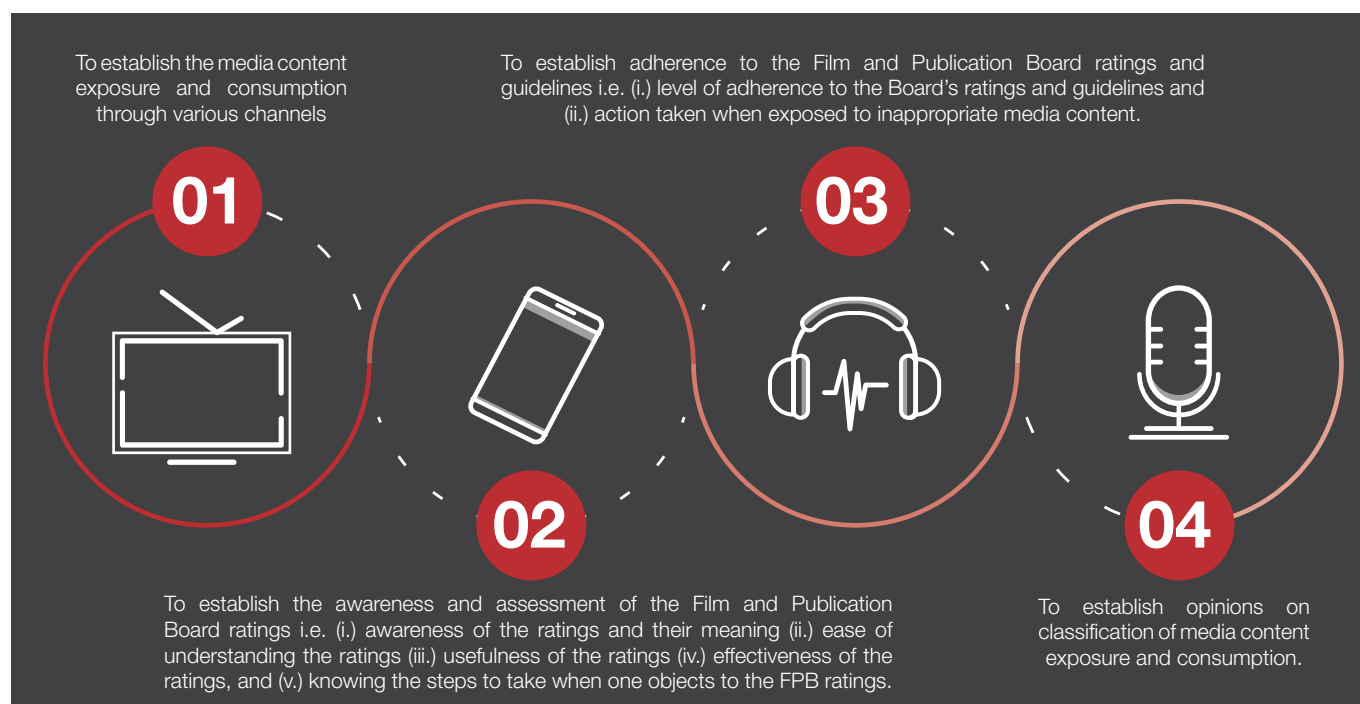 To establish the media content
exposure and consumption
through various channels
01
To establish the awareness and assessment of the Film and Publication
Board ratings i.e. (i.) awareness of the ratings and their meaning (ii.) ease of
understanding the ratings (iii.) usefulness of the ratings (iv.) effectiveness of the
ratings, and (v.) knowing the steps to take when one objects to the FPB ratings.
02
To establish adherence to the Film and Publication Board ratings and
guidelines i.e. (i.) level of adherence to the Board’s ratings and guidelines and
(ii.) action taken when exposed to inappropriate media content.
03
To establish opinions on
classification of media content
exposure and consumption.
04